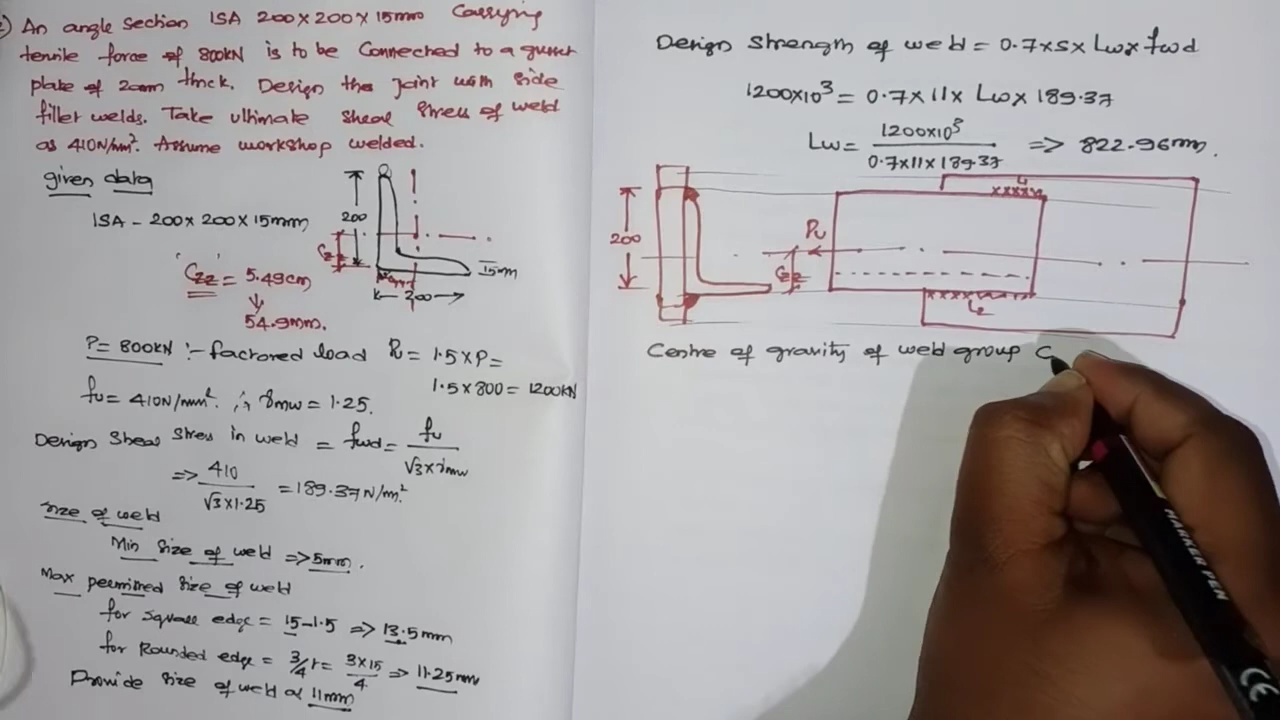 2) An angle section ISA 200×200×15mm Carrying
tensile force of 800kN is to be Connected to a gusset
plate of 20mm thick. Design the Joint with side
fillet welds. Take ultimate shear stress of weld
as 410N/mm². Assume workshop welded.
given data
ISA - 200×200×15mm
Czz = 5.49cm
↓
54.9mm.
200
Czz
15mm
200
P = 800KN :- factored load Pu = 1.5×P =
1.5×800 = 1200KN
fu = 410N/mm². ∴ γmw = 1.25.
Design Shear Stress in weld = fwd = fu / √3×γmw
=> 410 / √3×1.25 = 189.37N/mm²
Size of weld
Min Size of weld => 5mm.
Max permitted Size of weld
for Square edge = 15-1.5 => 13.5mm
for Rounded edge = 3/4 t = 3×15/4 => 11.25mm
Provide size of weld as 11mm
Design Strength of weld = 0.7×S×Lw×fwd
1200×10³ = 0.7×11×Lw×189.37
Lw = 1200×10³ / 0.7×11×189.37 => 822.96mm.
200
Pu
Czz
L1
xxxxx
L2
Centre of gravity of weld group C
MARKER PEN
CE